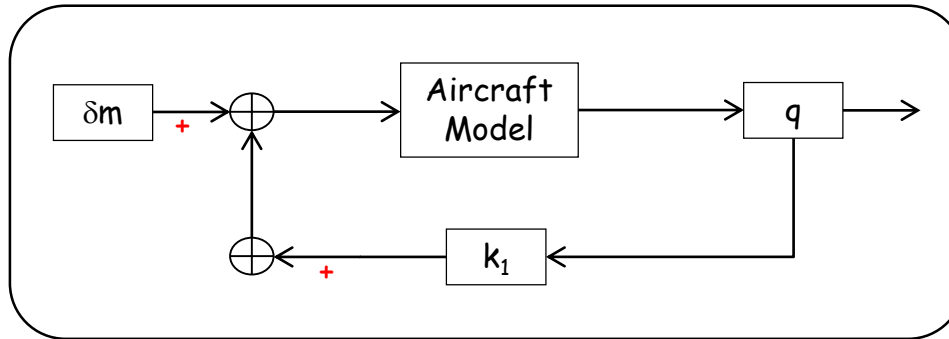 δm
+
Aircraft
Model
q
+
k₁